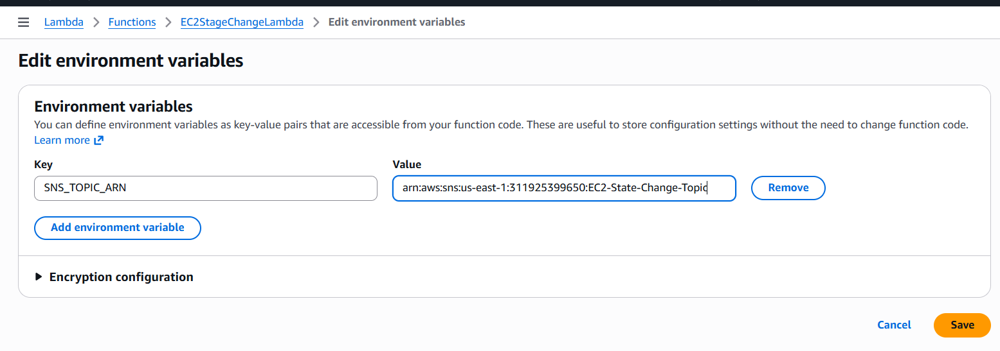 Lambda > Functions > EC2StageChangeLambda > Edit environment variables
Edit environment variables
Environment variables
You can define environment variables as key-value pairs that are accessible from your function code. These are useful to store configuration settings without the need to change function code.
Learn more
Key Value
SNS_TOPIC_ARN arn:aws:sns:us-east-1:311925399650:EC2-State-Change-Topic Remove
Add environment variable
Encryption configuration
Cancel Save